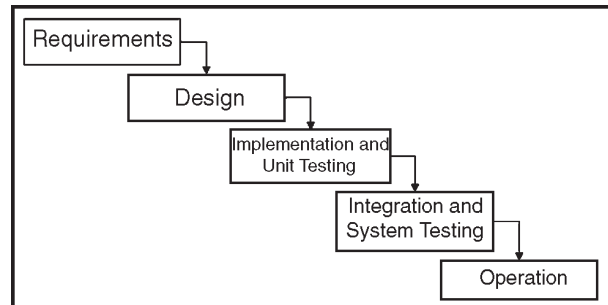 Requirements
Design
Implementation and
Unit Testing
Integration and
System Testing
Operation